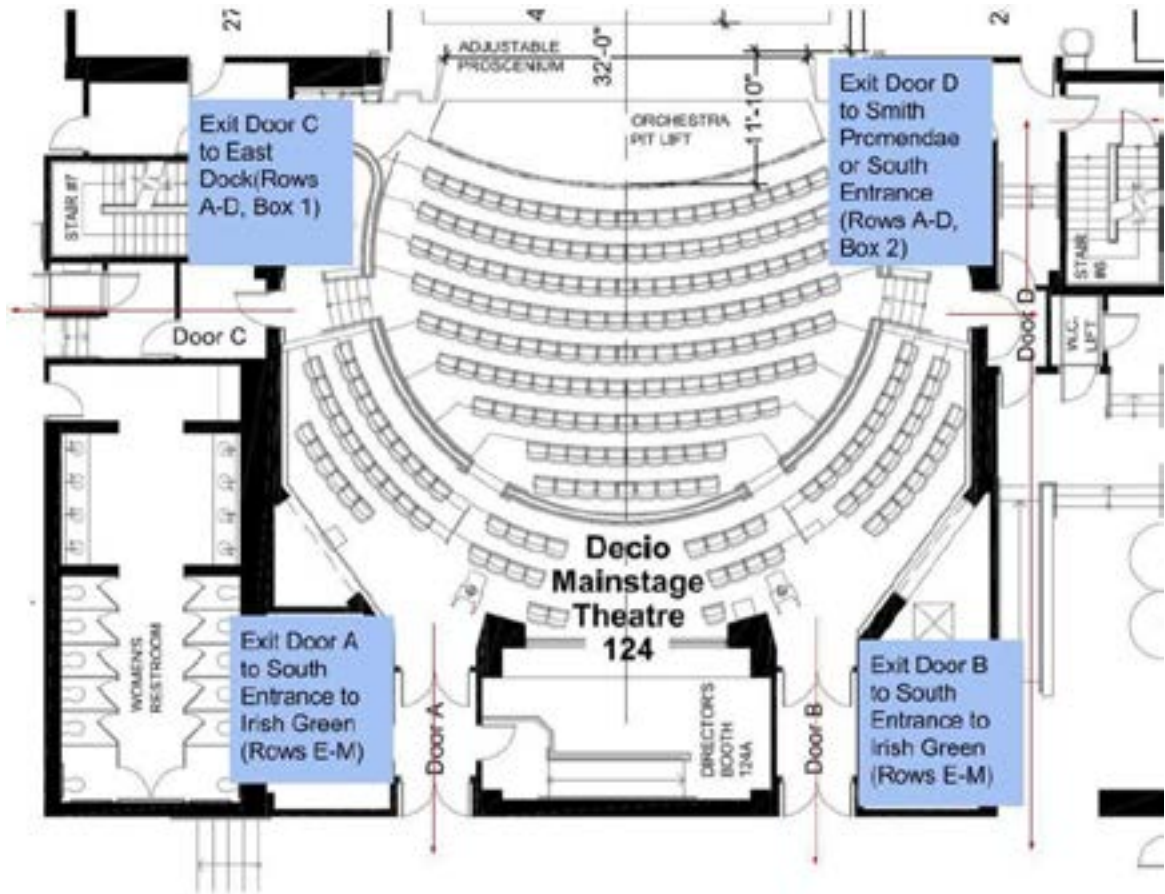 27
4
2
ADJUSTABLE
PROSCENIUM
32'-0"
11'-10"
ORCHESTRA
PIT LIFT
Exit Door C
to East
Dock(Rows
A-D, Box 1)
Exit Door D
to Smith
Promendae
or South
Entrance
(Rows A-D,
Box 2)
STAIR #7
STAIR
#6
Door C
Door D
W.C.
LIFT
Decio
Mainstage
Theatre
124
WOMEN'S
RESTROOM
Exit Door A
to South
Entrance to
Irish Green
(Rows E-M)
Door A
DIRECTOR'S
BOOTH
124A
Door B
Exit Door B
to South
Entrance to
Irish Green
(Rows E-M)